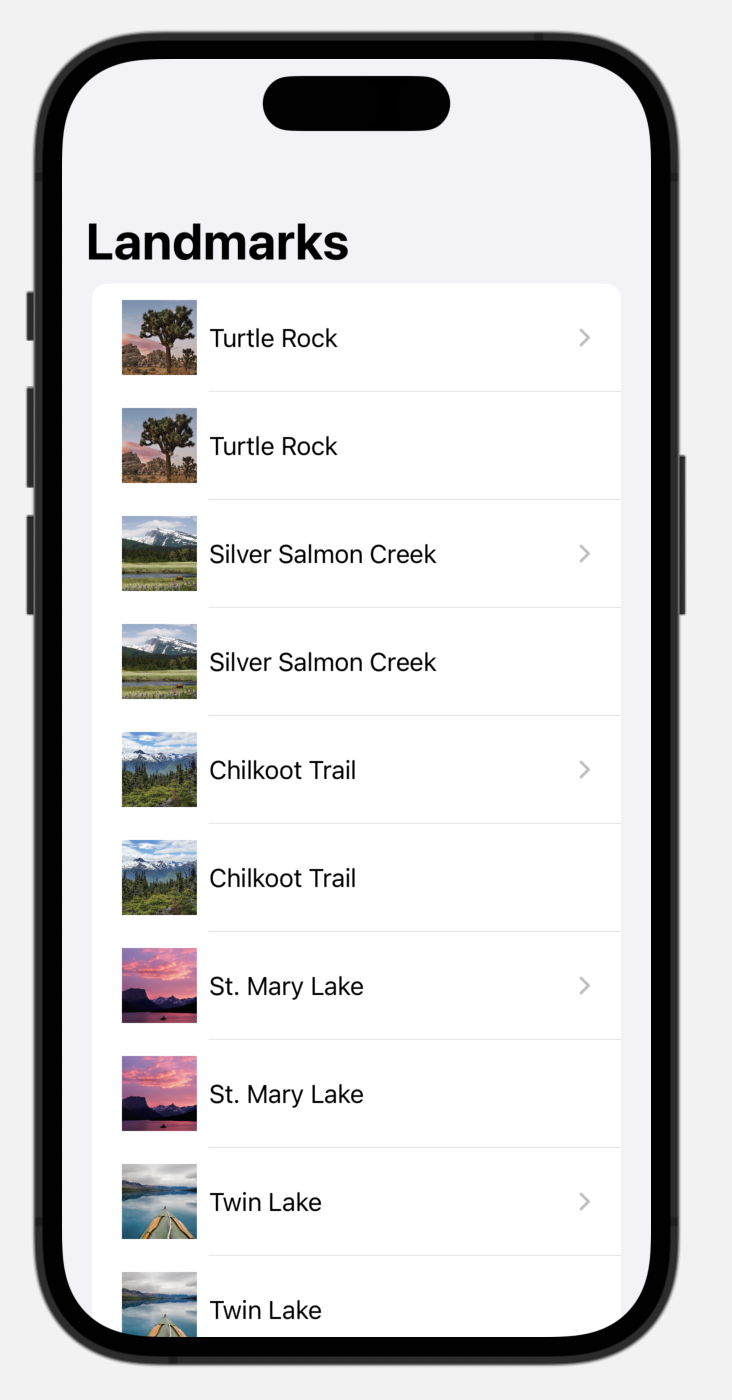 Landmarks
Turtle Rock
Turtle Rock
Silver Salmon Creek
Silver Salmon Creek
Chilkoot Trail
Chilkoot Trail
St. Mary Lake
St. Mary Lake
Twin Lake
Twin Lake